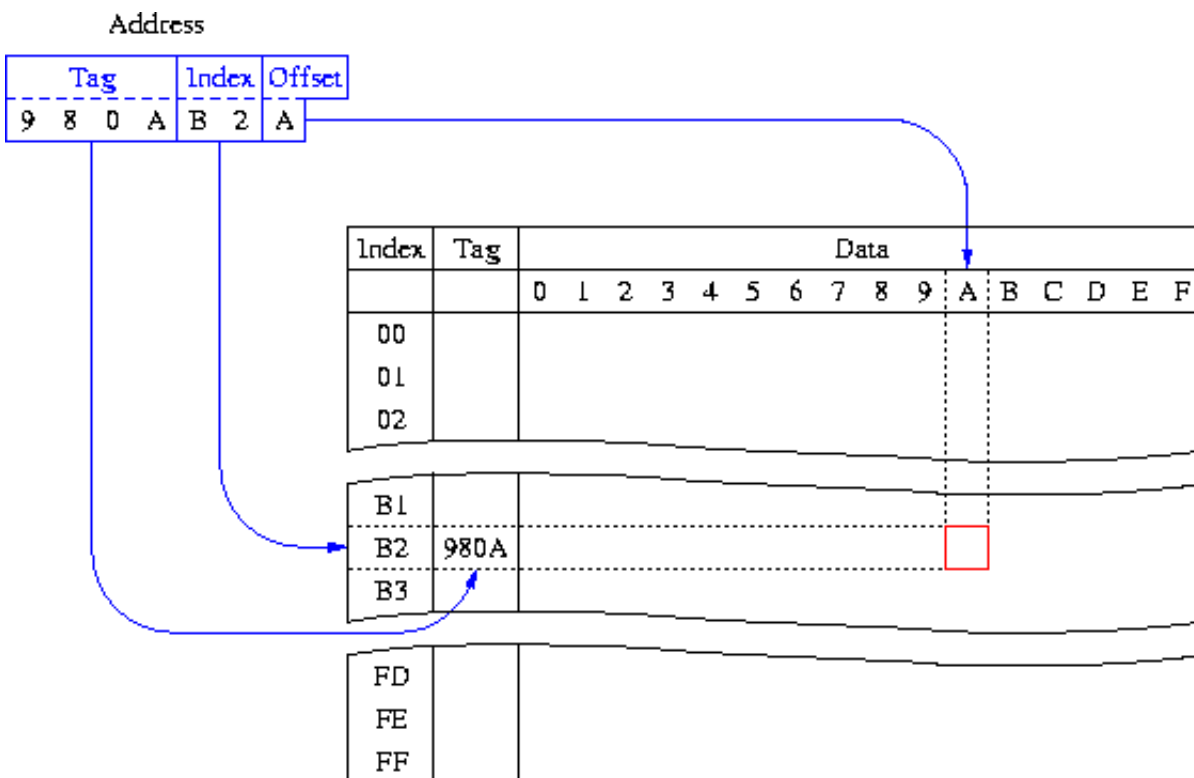 Address
Tag Index Offset
9 8 0 A B 2 A
Index Tag Data
0 1 2 3 4 5 6 7 8 9 A B C D E F
00
01
02
B1
B2 980A
B3
FD
FE
FF